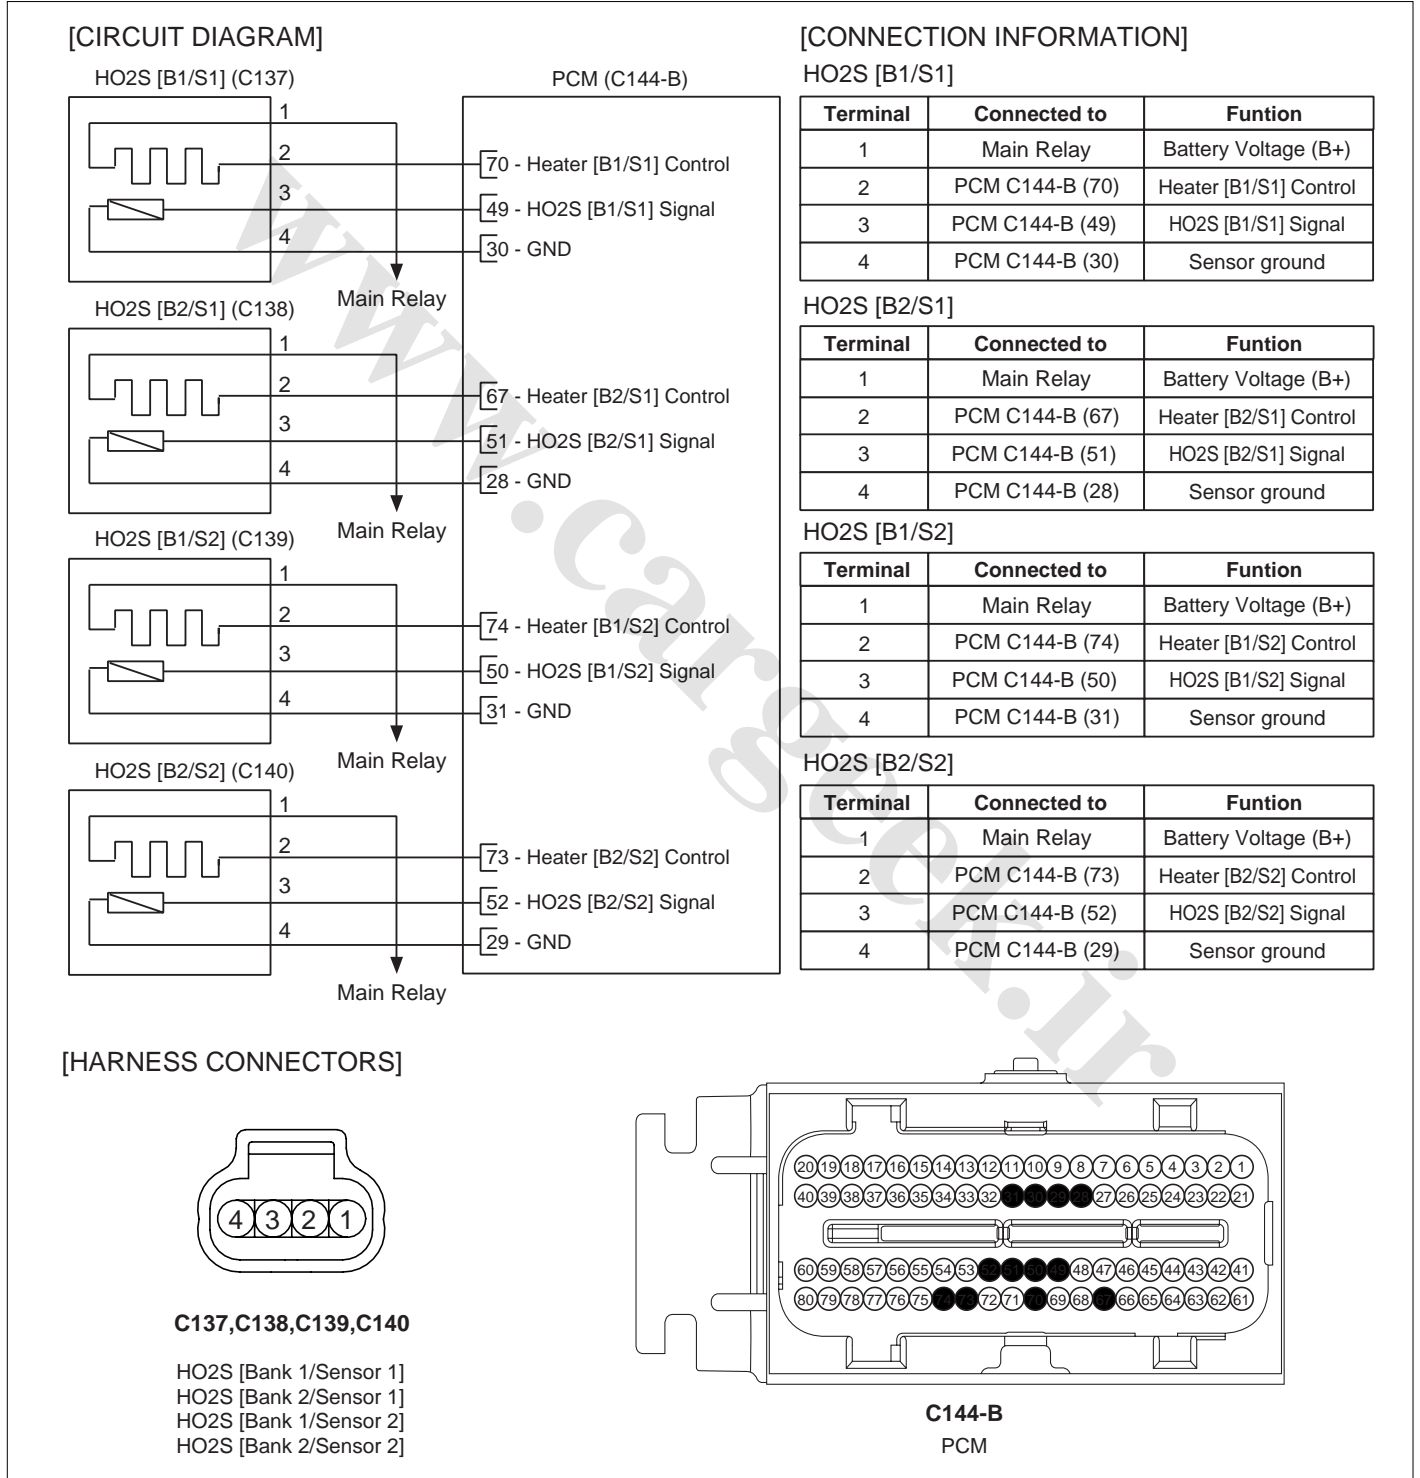 [CIRCUIT DIAGRAM]
HO2S [B1/S1] (C137)
PCM (C144-B)
1
2
3
4
70 - Heater [B1/S1] Control
49 - HO2S [B1/S1] Signal
30 - GND
Main Relay
HO2S [B2/S1] (C138)
1
2
3
4
67 - Heater [B2/S1] Control
51 - HO2S [B2/S1] Signal
28 - GND
Main Relay
HO2S [B1/S2] (C139)
1
2
3
4
74 - Heater [B1/S2] Control
50 - HO2S [B1/S2] Signal
31 - GND
Main Relay
HO2S [B2/S2] (C140)
1
2
3
4
73 - Heater [B2/S2] Control
52 - HO2S [B2/S2] Signal
29 - GND
Main Relay
[CONNECTION INFORMATION]
HO2S [B1/S1]
Terminal Connected to Funtion
1 Main Relay Battery Voltage (B+)
2 PCM C144-B (70) Heater [B1/S1] Control
3 PCM C144-B (49) HO2S [B1/S1] Signal
4 PCM C144-B (30) Sensor ground
HO2S [B2/S1]
Terminal Connected to Funtion
1 Main Relay Battery Voltage (B+)
2 PCM C144-B (67) Heater [B2/S1] Control
3 PCM C144-B (51) HO2S [B2/S1] Signal
4 PCM C144-B (28) Sensor ground
HO2S [B1/S2]
Terminal Connected to Funtion
1 Main Relay Battery Voltage (B+)
2 PCM C144-B (74) Heater [B1/S2] Control
3 PCM C144-B (50) HO2S [B1/S2] Signal
4 PCM C144-B (31) Sensor ground
HO2S [B2/S2]
Terminal Connected to Funtion
1 Main Relay Battery Voltage (B+)
2 PCM C144-B (73) Heater [B2/S2] Control
3 PCM C144-B (52) HO2S [B2/S2] Signal
4 PCM C144-B (29) Sensor ground
www.cargeek.ir
[HARNESS CONNECTORS]
4 3 2 1
C137,C138,C139,C140
HO2S [Bank 1/Sensor 1]
HO2S [Bank 2/Sensor 1]
HO2S [Bank 1/Sensor 2]
HO2S [Bank 2/Sensor 2]
20 19 18 17 16 15 14 13 12 11 10 9 8 7 6 5 4 3 2 1
40 39 38 37 36 35 34 33 32 31 30 29 28 27 26 25 24 23 22 21
60 59 58 57 56 55 54 53 52 51 50 49 48 47 46 45 44 43 42 41
80 79 78 77 76 75 74 73 72 71 70 69 68 67 66 65 64 63 62 61
C144-B
PCM